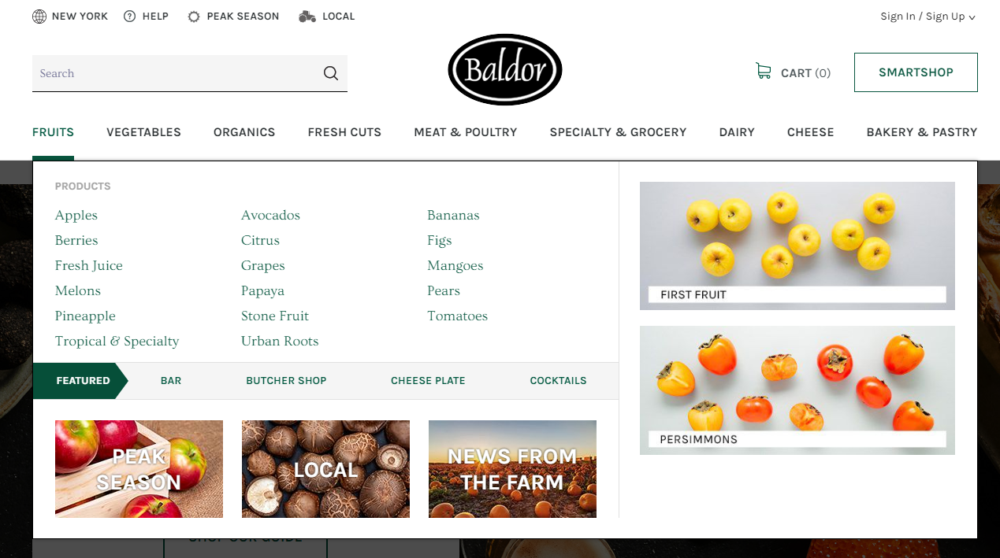 NEW YORK HELP PEAK SEASON LOCAL Sign In / Sign Up
Search
Baldor
CART (0)
SMARTSHOP
FRUITS VEGETABLES ORGANICS FRESH CUTS MEAT & POULTRY SPECIALTY & GROCERY DAIRY CHEESE BAKERY & PASTRY
PRODUCTS
Apples Avocados Bananas
Berries Citrus Figs
Fresh Juice Grapes Mangoes
Melons Papaya Pears
Pineapple Stone Fruit Tomatoes
Tropical & Specialty Urban Roots
FIRST FRUIT
PERSIMMONS
FEATURED BAR BUTCHER SHOP CHEESE PLATE COCKTAILS
PEAK
SEASON
LOCAL
NEWS FROM
THE FARM
SHOP OUR GUIDE